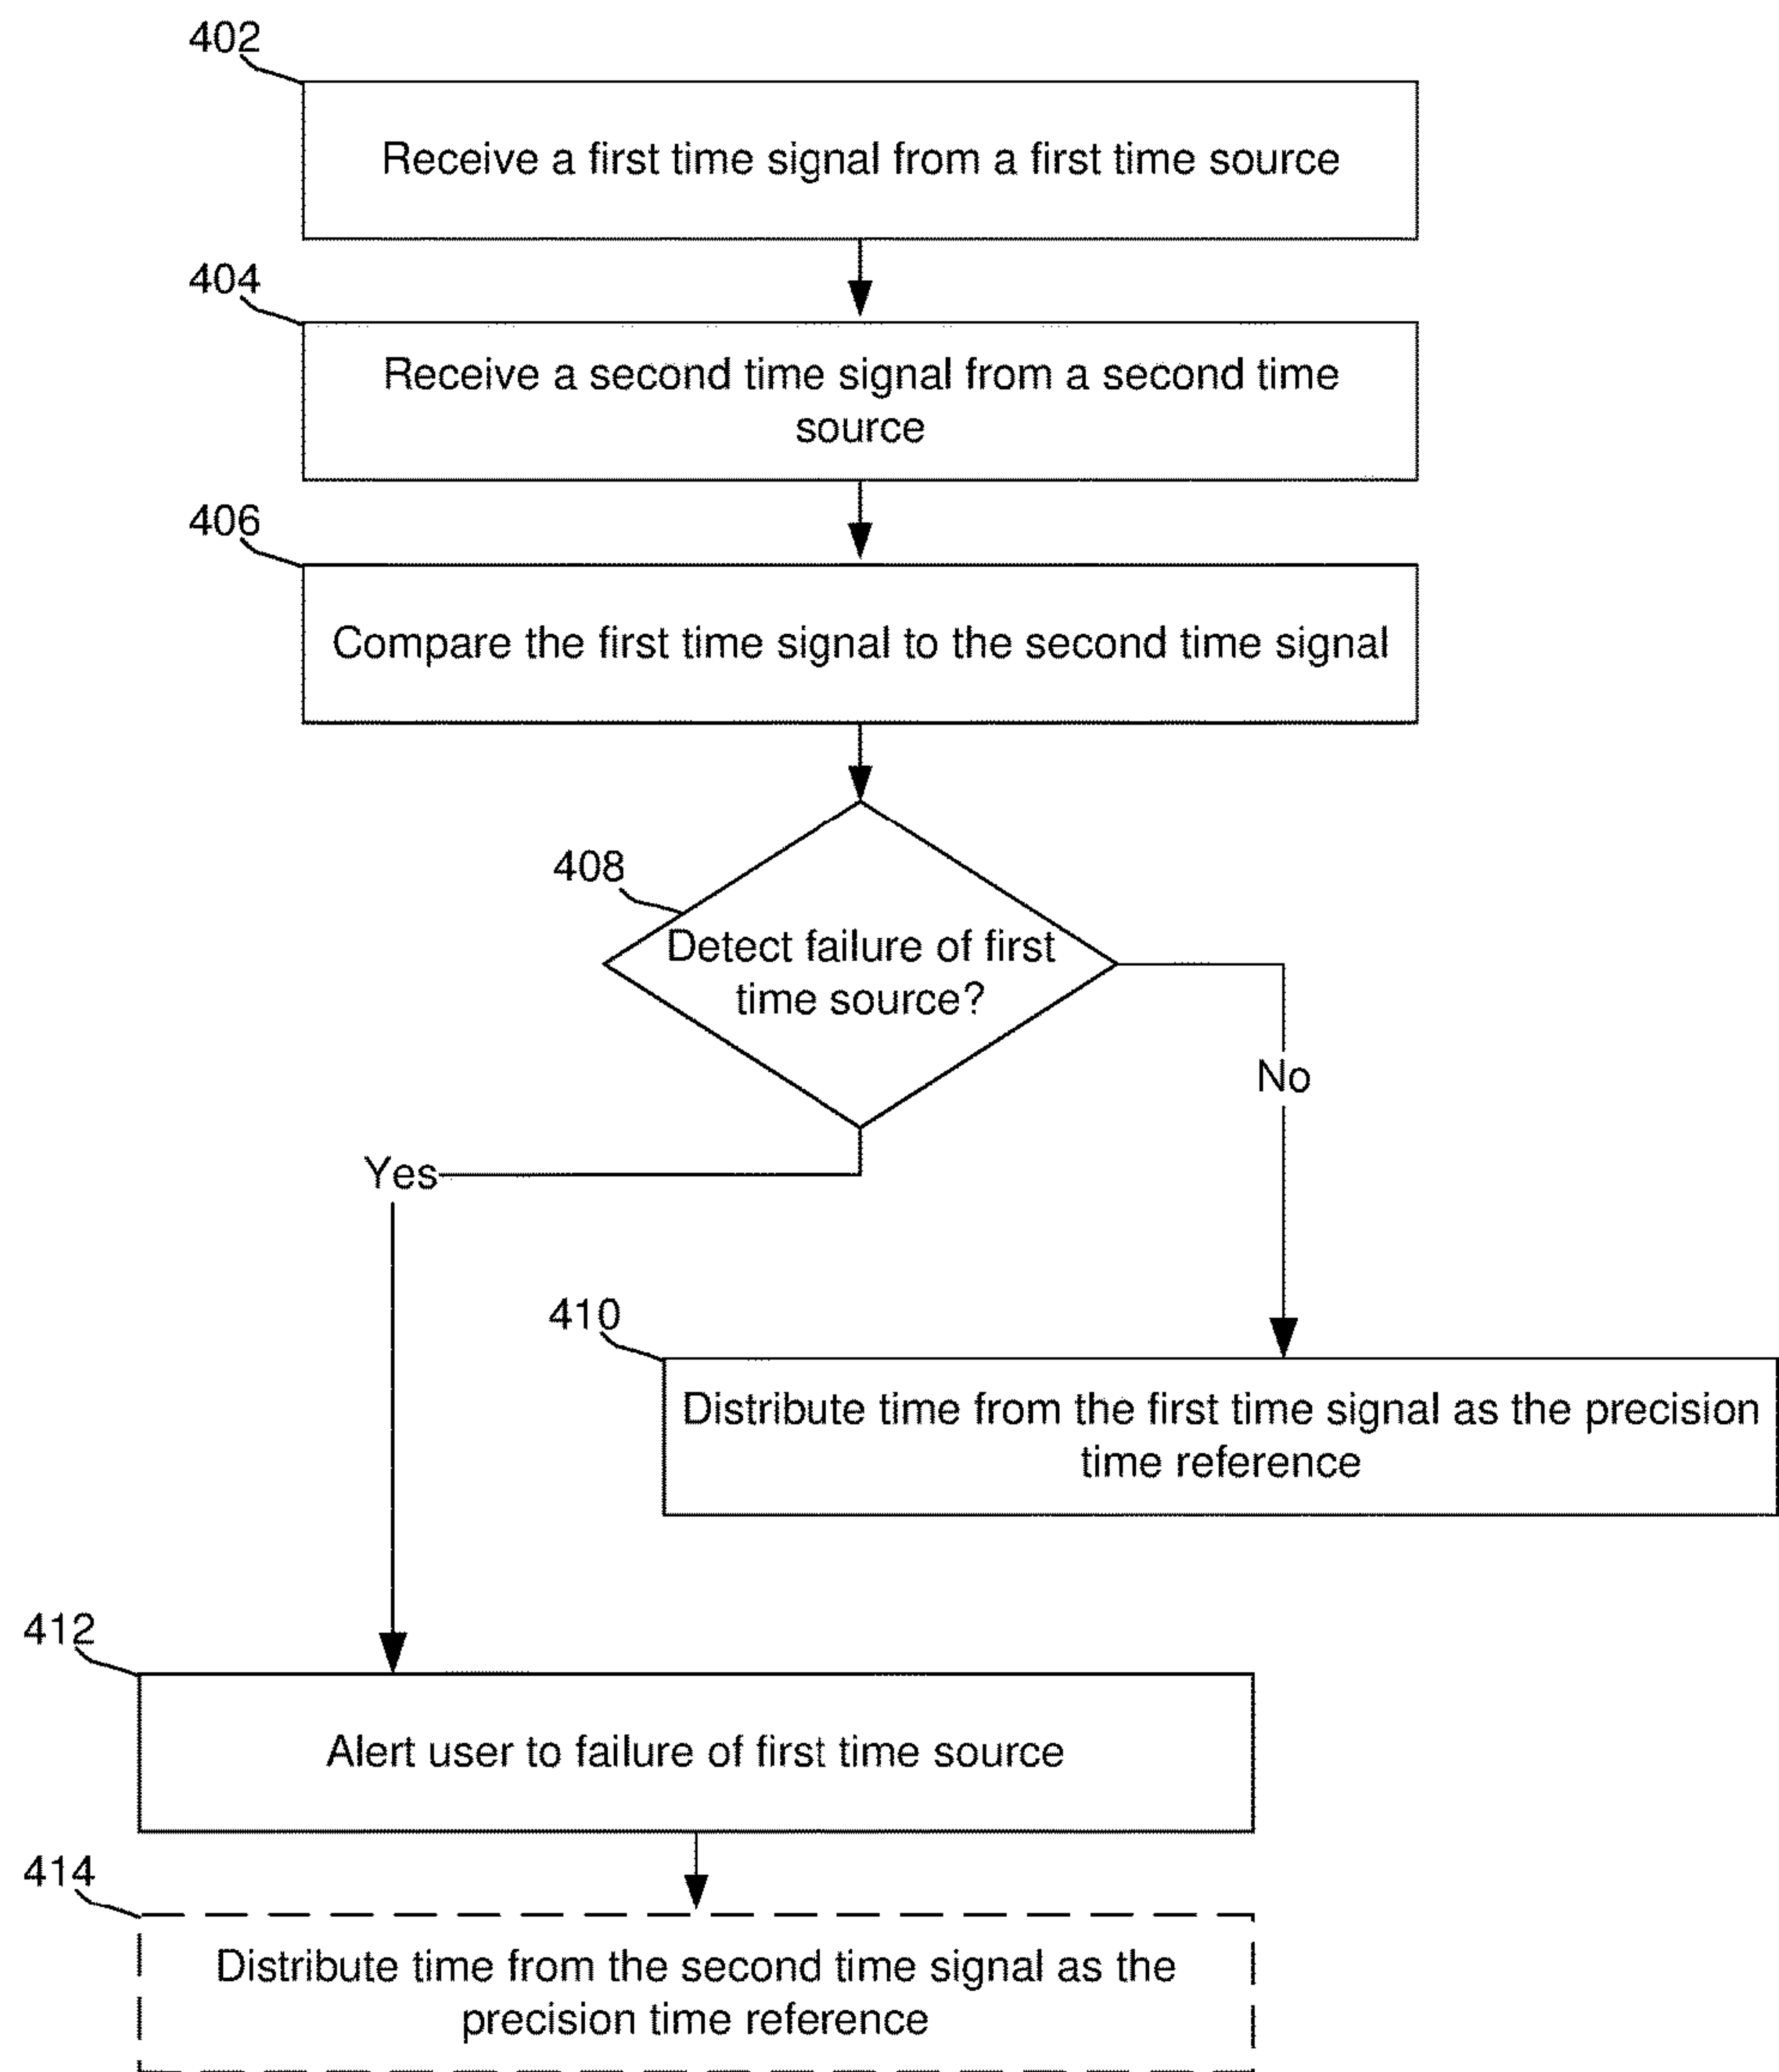 402
Receive a first time signal from a first time source
404
Receive a second time signal from a second time
source
406
Compare the first time signal to the second time signal
408
Detect failure of first
time source?
No
Yes
410
Distribute time from the first time signal as the precision
time reference
412
Alert user to failure of first time source
414
Distribute time from the second time signal as the
precision time reference